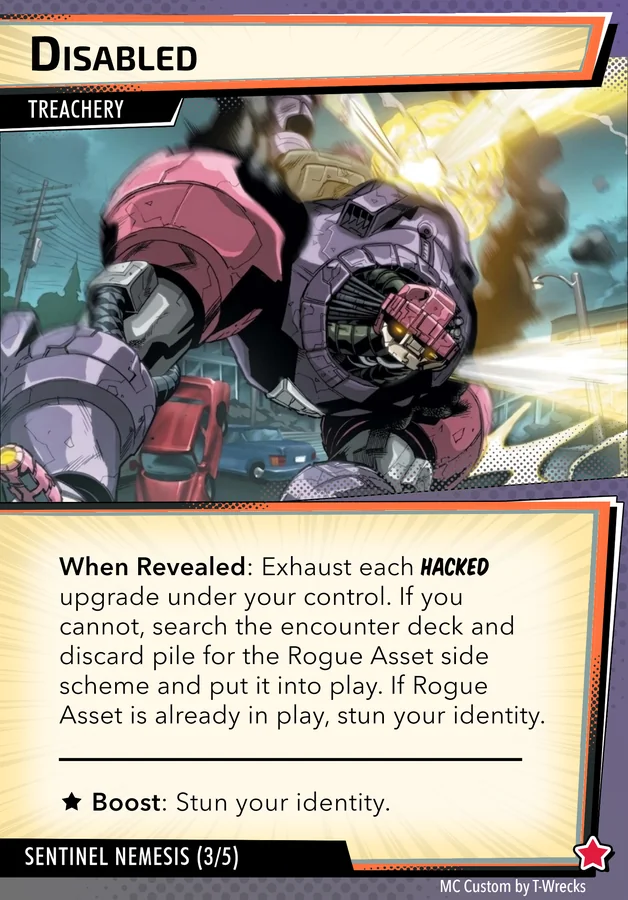 DISABLED
TREACHERY
When Revealed: Exhaust each HACKED
upgrade under your control. If you
cannot, search the encounter deck and
discard pile for the Rogue Asset side
scheme and put it into play. If Rogue
Asset is already in play, stun your identity.
★ Boost: Stun your identity.
SENTINEL NEMESIS (3/5)
MC Custom by T-Wrecks